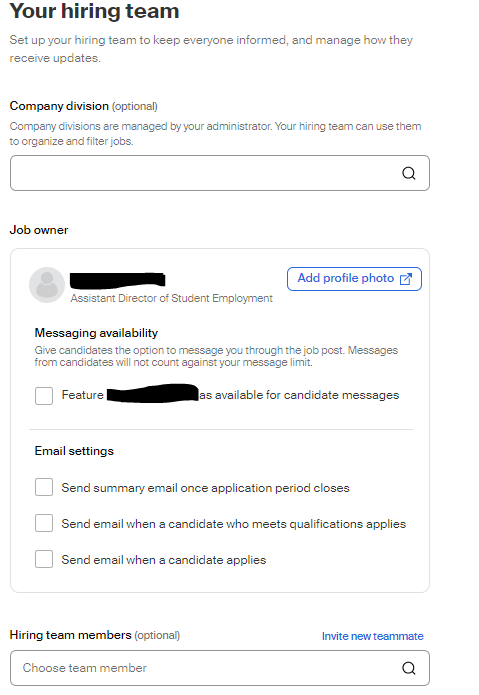 Your hiring team
Set up your hiring team to keep everyone informed, and manage how they
receive updates.
Company division (optional)
Company divisions are managed by your administrator. Your hiring team can use them
to organize and filter jobs.
Job owner
Add profile photo
Assistant Director of Student Employment
Messaging availability
Give candidates the option to message you through the job post. Messages
from candidates will not count against your message limit.
Feature as available for candidate messages
Email settings
Send summary email once application period closes
Send email when a candidate who meets qualifications applies
Send email when a candidate applies
Hiring team members (optional)
Invite new teammate
Choose team member